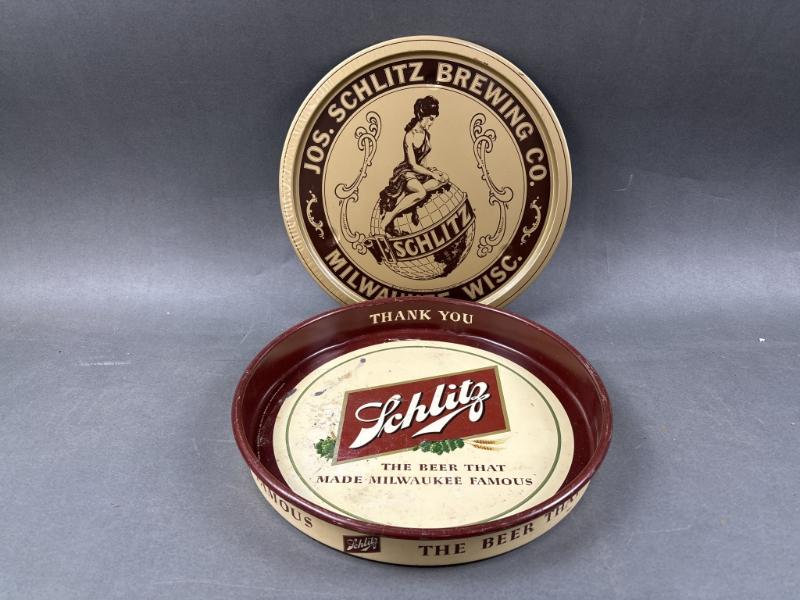 JOS. SCHLITZ BREWING CO.
SCHLITZ
MILWAUKEE WISC.
THANK YOU
Schlitz
THE BEER THAT
MADE MILWAUKEE FAMOUS
FAMOUS
Schlitz
THE BEER THAT